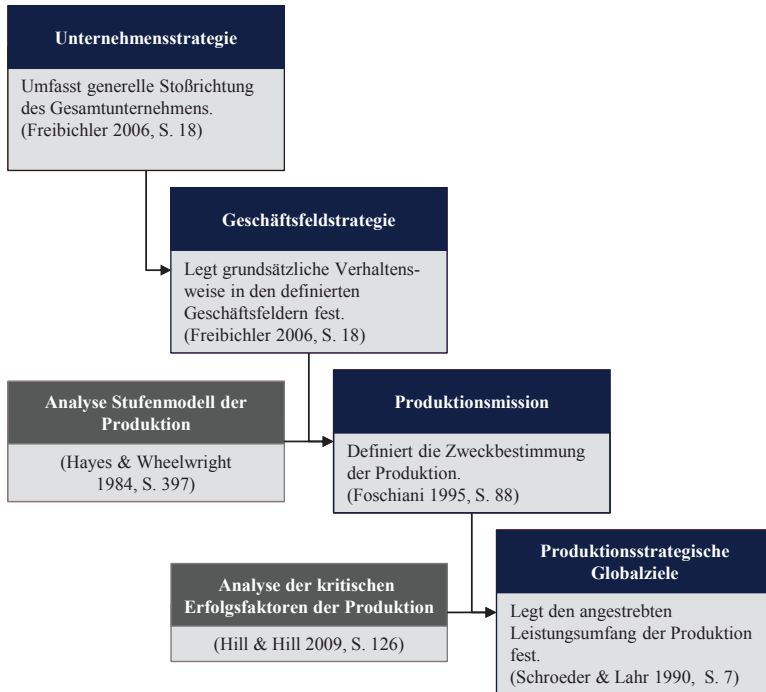 Unternehmensstrategie
Umfasst generelle Stoßrichtung
des Gesamtunternehmens.
(Freibichler 2006, S. 18)
Geschäftsfeldstrategie
Legt grundsätzliche Verhaltens-
weise in den definierten
Geschäftsfeldern fest.
(Freibichler 2006, S. 18)
Analyse Stufenmodell der
Produktion
(Hayes & Wheelwright
1984, S. 397)
Produktionsmission
Definiert die Zweckbestimmung
der Produktion.
(Foschiani 1995, S. 88)
Analyse der kritischen
Erfolgsfaktoren der Produktion
(Hill & Hill 2009, S. 126)
Produktionsstrategische
Globalziele
Legt den angestrebten
Leistungsumfang der Produktion
fest.
(Schroeder & Lahr 1990, S. 7)